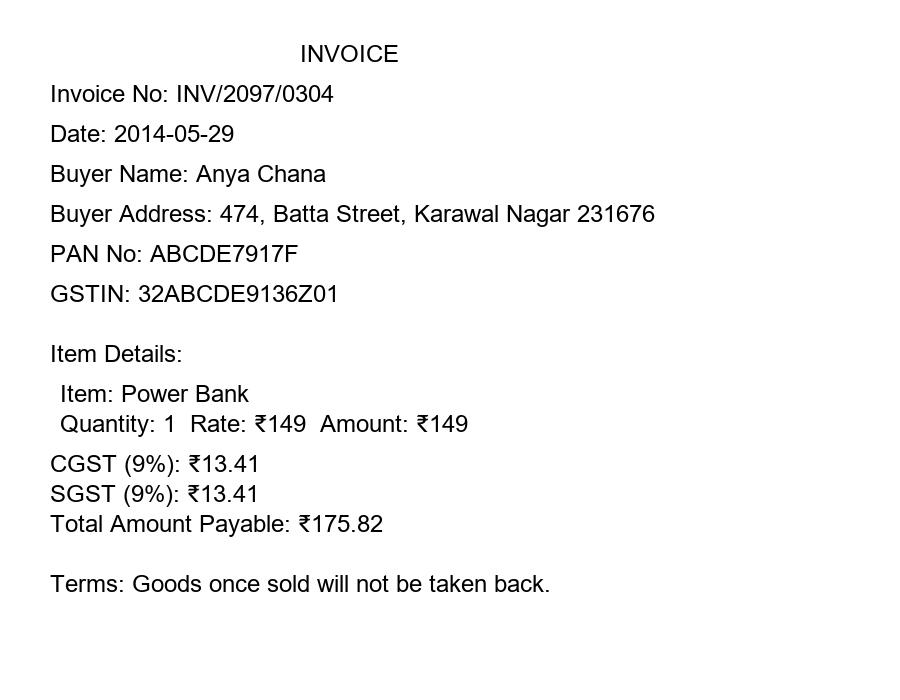 INVOICE
Invoice No: INV/2097/0304
Date: 2014-05-29
Buyer Name: Anya Chana
Buyer Address: 474, Batta Street, Karawal Nagar 231676
PAN No: ABCDE7917F
GSTIN: 32ABCDE9136Z01
Item Details:
Item: Power Bank
Quantity: 1  Rate: ₹149  Amount: ₹149
CGST (9%): ₹13.41
SGST (9%): ₹13.41
Total Amount Payable: ₹175.82
Terms: Goods once sold will not be taken back.